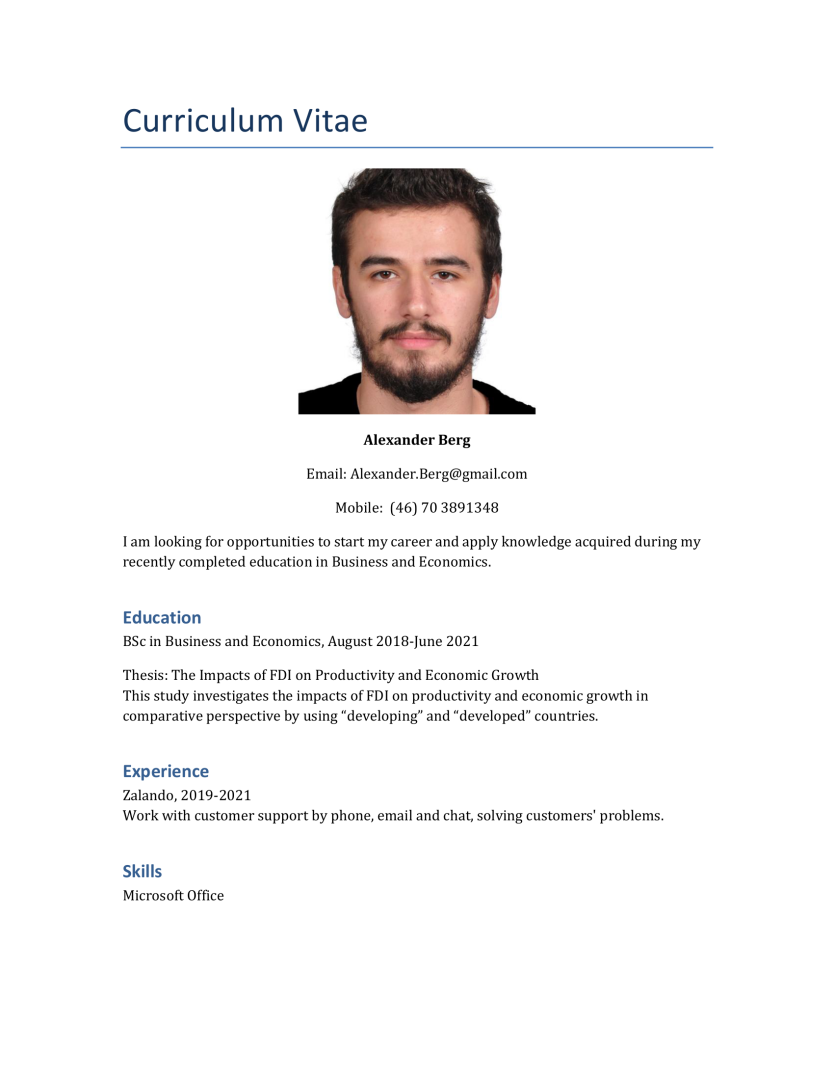 Curriculum Vitae
Alexander Berg
Email: Alexander.Berg@gmail.com
Mobile:  (46) 70 3891348
I am looking for opportunities to start my career and apply knowledge acquired during my
recently completed education in Business and Economics.
Education
BSc in Business and Economics, August 2018-June 2021
Thesis: The Impacts of FDI on Productivity and Economic Growth
This study investigates the impacts of FDI on productivity and economic growth in
comparative perspective by using “developing” and “developed” countries.
Experience
Zalando, 2019-2021
Work with customer support by phone, email and chat, solving customers' problems.
Skills
Microsoft Office